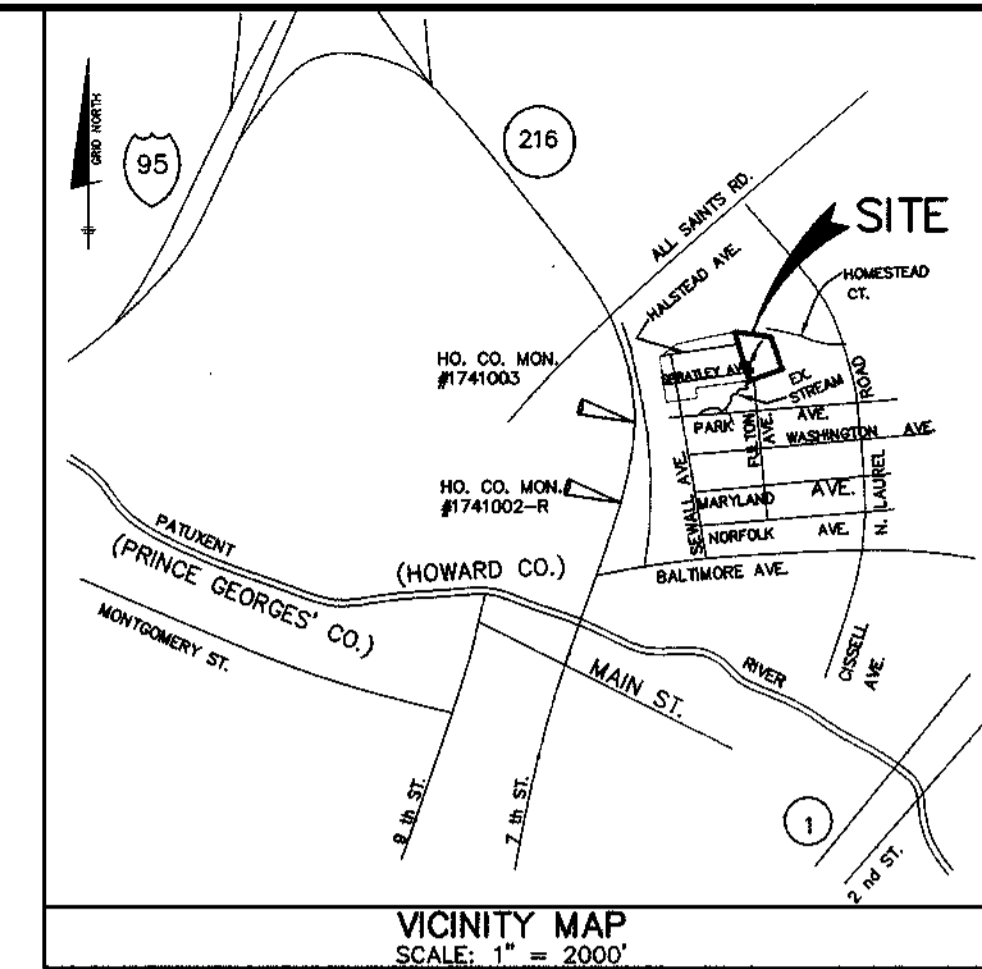 GRID NORTH
95
216
ALL SAINTS RD.
SITE
HALSTEAD AVE.
HOMESTEAD
CT.
HO. CO. MON.
#1741003
EX.
STREAM
PARK
AVE.
FULTON
AVE.
WASHINGTON AVE.
ROAD
N. LAUREL
SEWALL AVE.
HO. CO. MON.
#1741002-R
MARYLAND AVE.
NORFOLK AVE.
BALTIMORE AVE.
PATUXENT
(HOWARD CO.)
(PRINCE GEORGES' CO.)
MONTGOMERY ST.
MAIN ST.
RIVER
CISSELL
AVE.
7 th ST.
1
2 nd ST.
VICINITY MAP
SCALE: 1" = 2000'